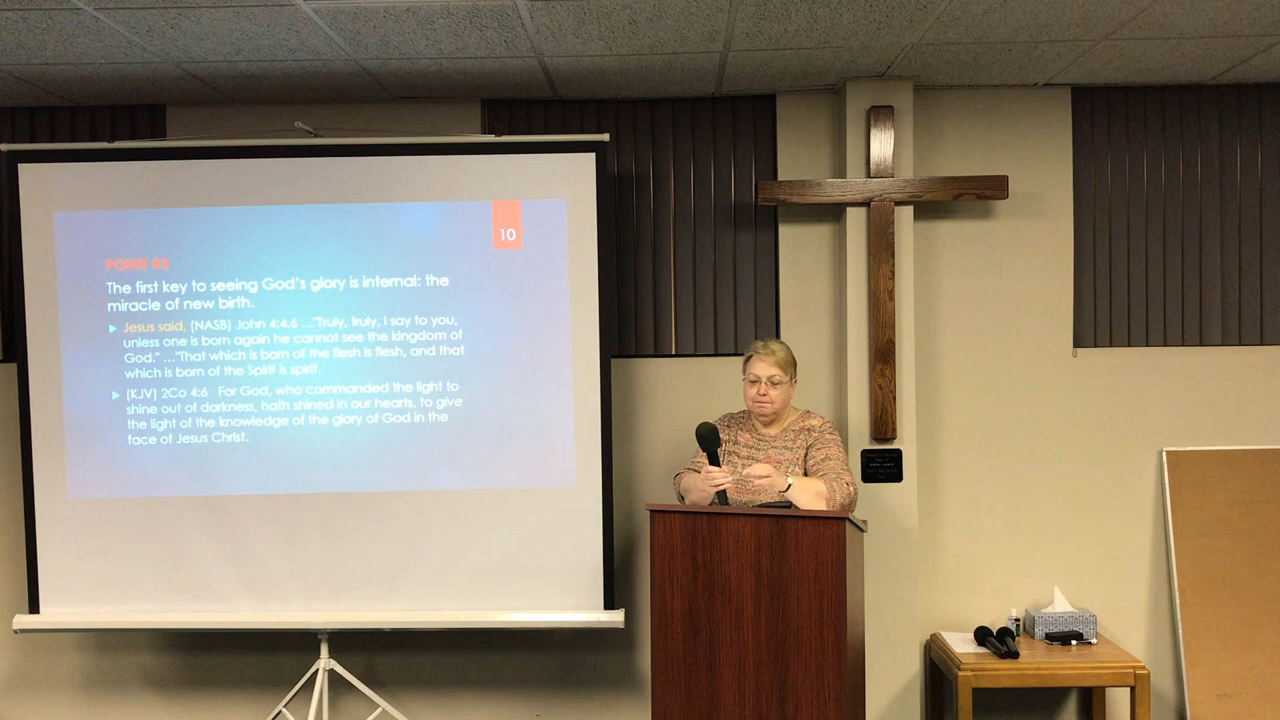 10
POINT 03
The first key to seeing God's glory is internal: the
miracle of new birth.
Jesus said, (NASB) John 4:4,6 ..."Truly, truly, I say to you,
unless one is born again he cannot see the kingdom of
God." ..."That which is born of the flesh is flesh, and that
which is born of the Spirit is spirit.
(KJV) 2Co 4:6 For God, who commanded the light to
shine out of darkness, hath shined in our hearts, to give
the light of the knowledge of the glory of God in the
face of Jesus Christ.